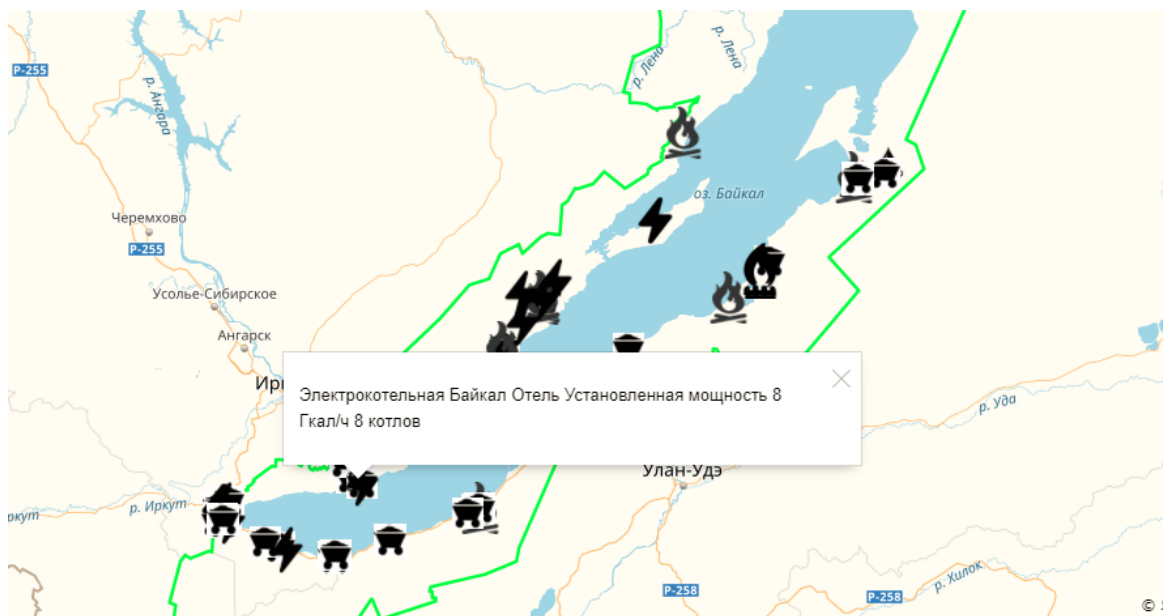 р. Лена
р. Лена
Р-255
р. Ангара
оз. Байкал
Черемхово
Р-255
Усолье-Сибирское
Ангарск
Ирк
Электрокотельная Байкал Отель Установленная мощность 8
Гкал/ч 8 котлов
р. Уда
Улан-Удэ
р. Иркут
ркут
р. Хилок
Р-258
Р-258
©